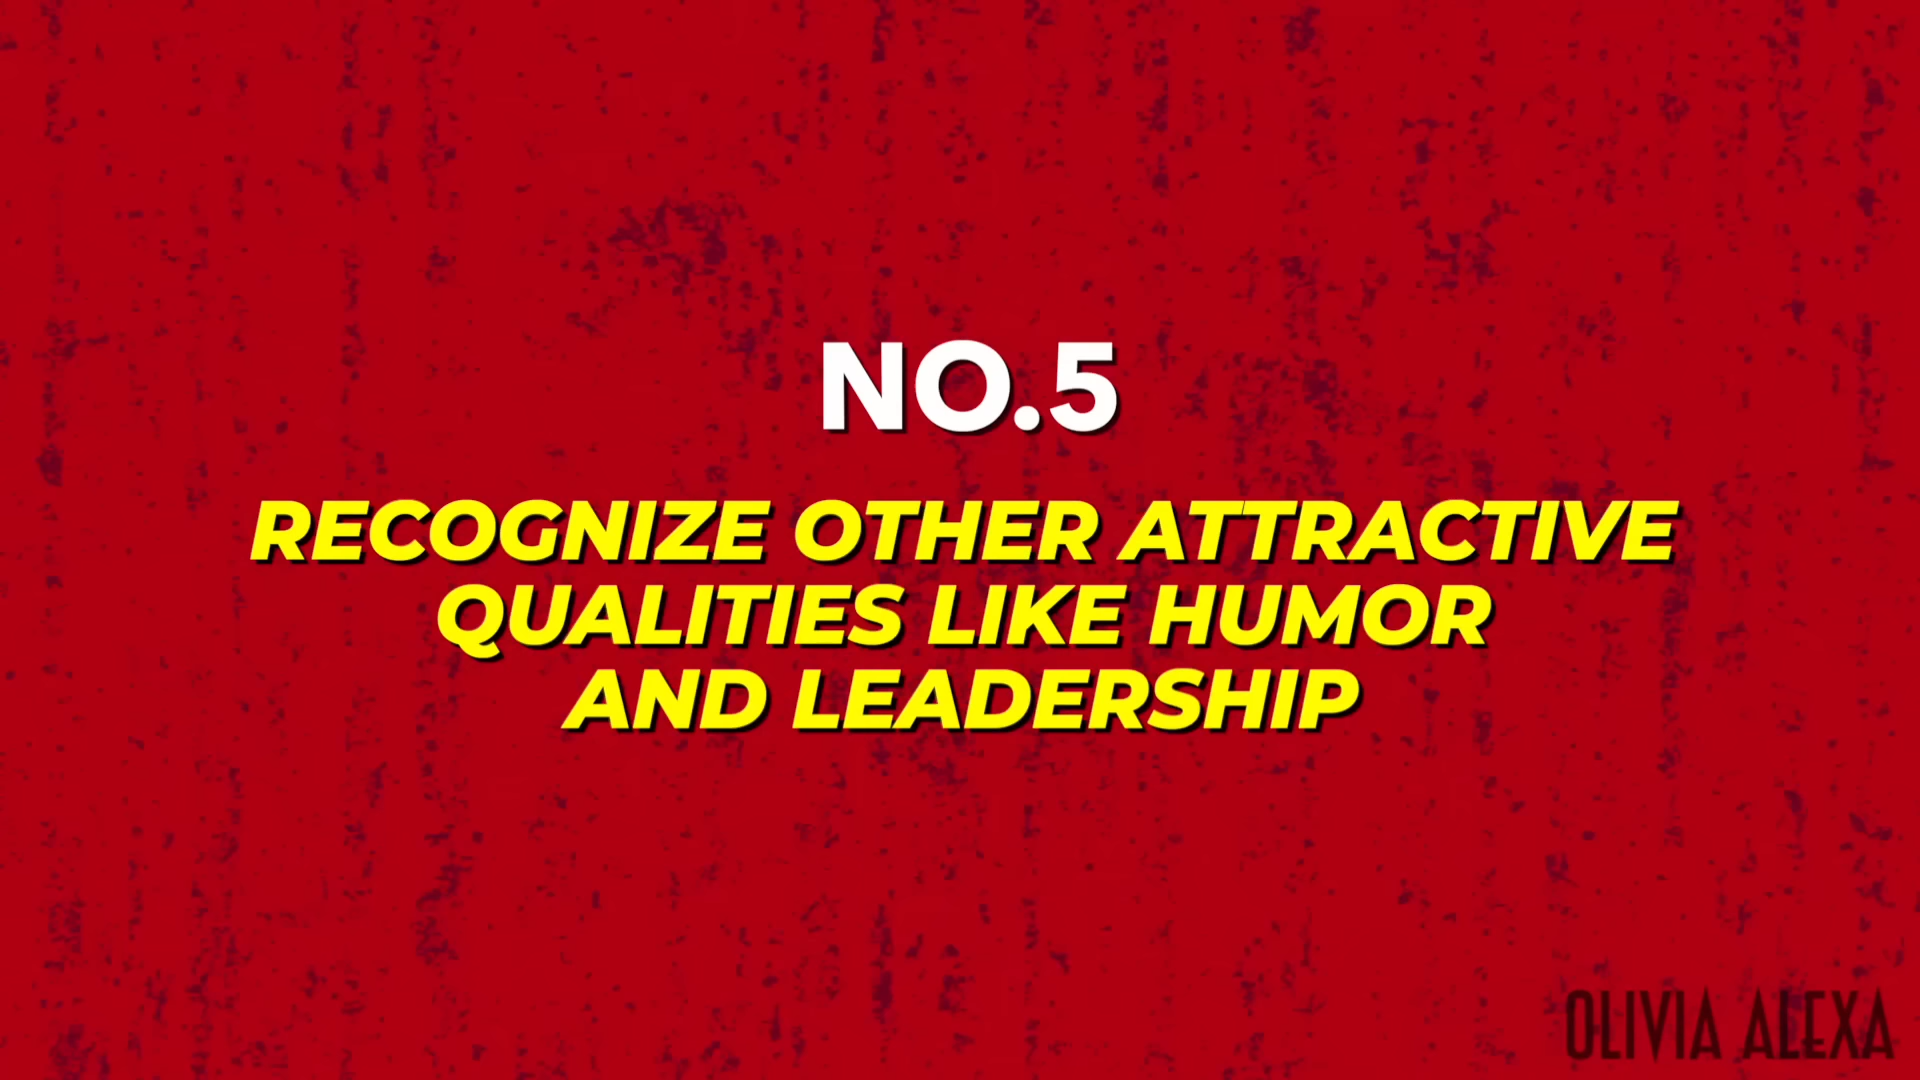 NO.5
RECOGNIZE OTHER ATTRACTIVE
QUALITIES LIKE HUMOR
AND LEADERSHIP
OLIVIA ALEXA